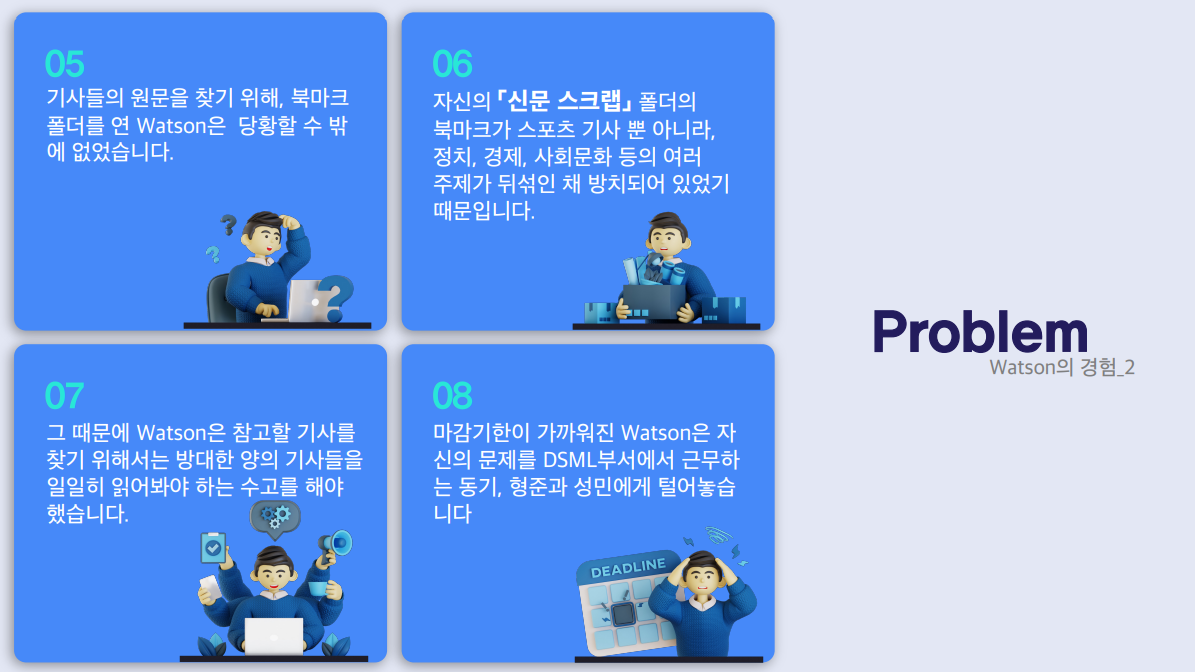 05
기사들의 원문을 찾기 위해, 북마크
폴더를 연 Watson은 당황할 수 밖
에 없었습니다.
06
자신의 「신문 스크랩」 폴더의
북마크가 스포츠 기사 뿐 아니라,
정치, 경제, 사회문화 등의 여러
주제가 뒤섞인 채 방치되어 있었기
때문입니다.
07
그 때문에 Watson은 참고할 기사를
찾기 위해서는 방대한 양의 기사들을
일일히 읽어봐야 하는 수고를 해야
했습니다.
08
마감기한이 가까워진 Watson은 자
신의 문제를 DSML부서에서 근무하
는 동기, 형준과 성민에게 털어놓습
니다
DEADLINE
Problem
Watson의 경험_2